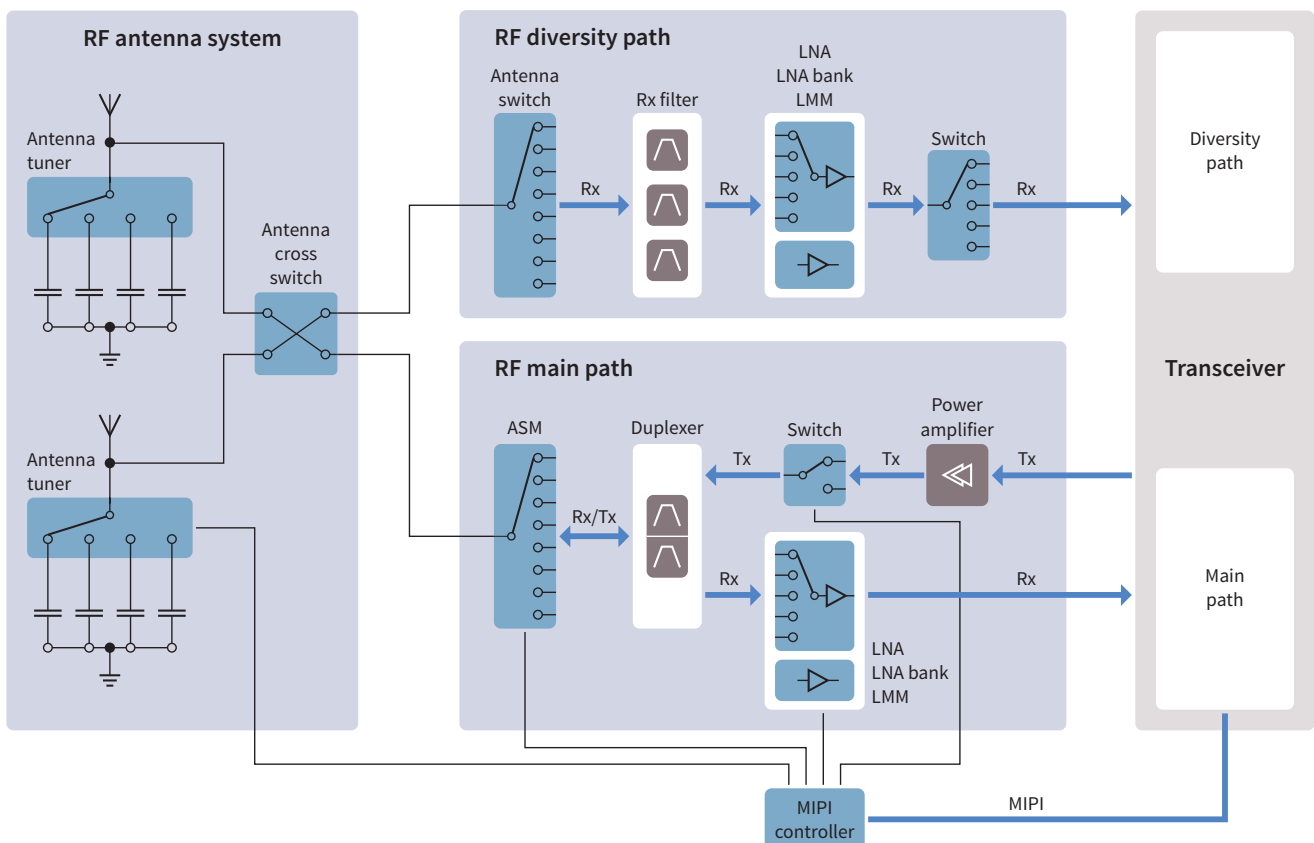 RF antenna system
Antenna
tuner
Antenna
cross
switch
Antenna
tuner
RF diversity path
Antenna
switch
Rx
Rx filter
Rx
LNA
LNA bank
LMM
Rx
Switch
Rx
RF main path
ASM
Rx/Tx
Duplexer
Tx
Switch
Tx
Power
amplifier
Tx
Rx
LNA
LNA bank
LMM
Rx
Transceiver
Diversity
path
Main
path
MIPI
controller
MIPI